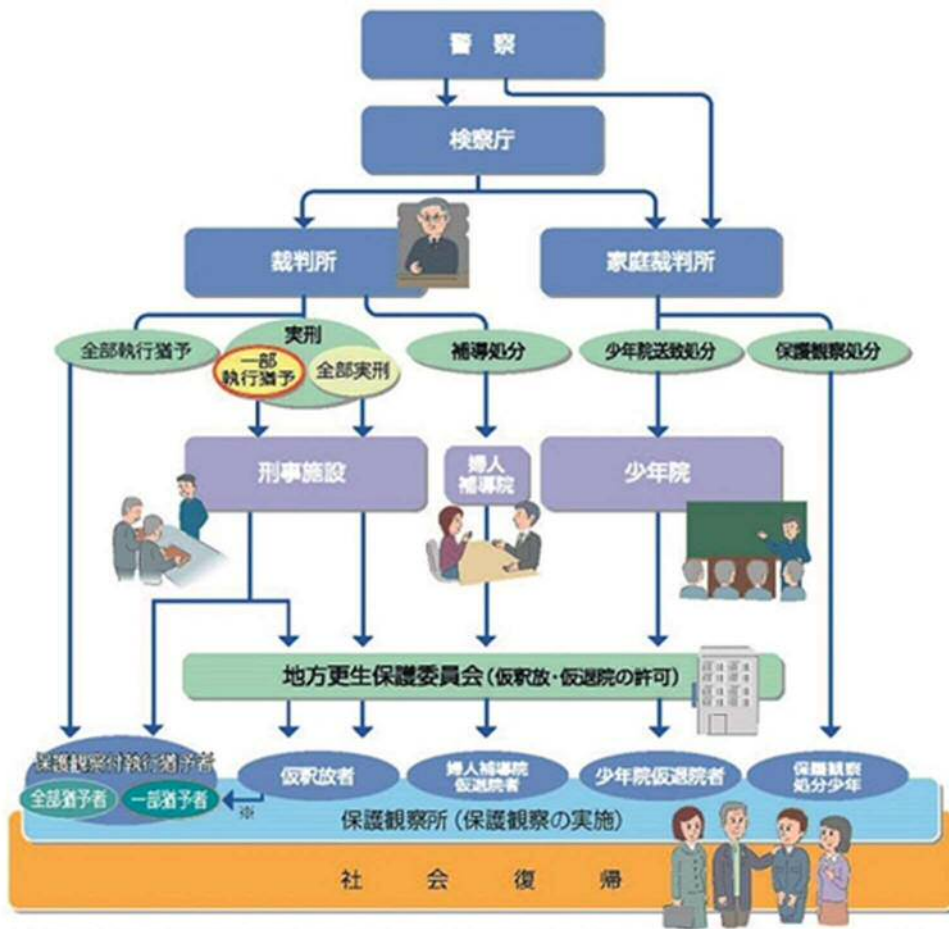 警察
検察庁
裁判所
家庭裁判所
全部執行猶予
実刑
一部
執行猶予
全部実刑
補導処分
少年院送致処分
保護観察処分
刑事施設
婦人
補導院
少年院
地方更生保護委員会(仮釈放・仮退院の許可)
保護観察付執行猶予者
全部猶予者
一部猶予者
※
仮釈放者
婦人補導院
仮退院者
少年院仮退院者
保護観察
処分少年
保護観察所(保護観察の実施)
社会復帰